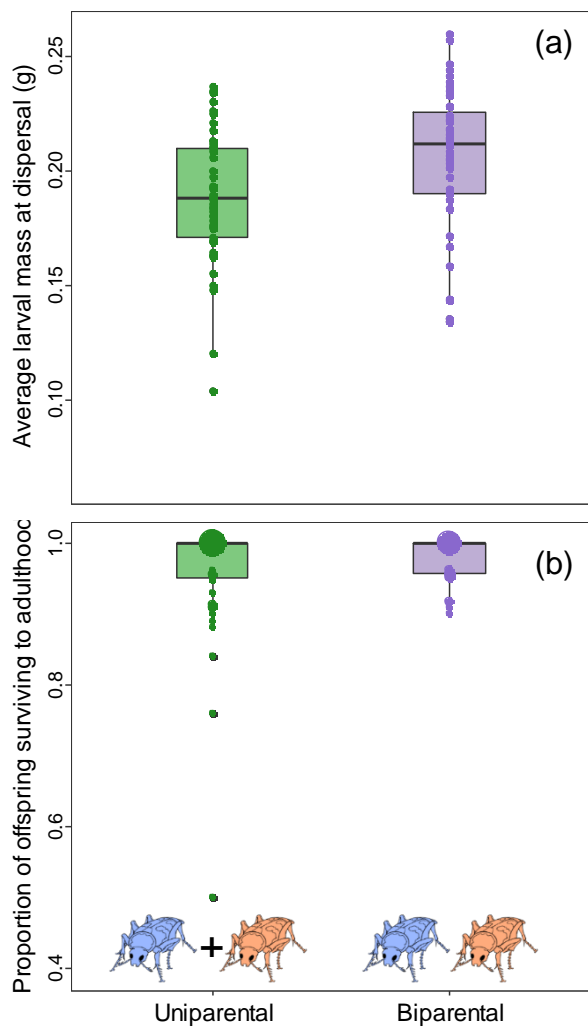 Average larval mass at dispersal (g)
0.25
0.20
0.15
0.10
(a)
Proportion of offspring surviving to adulthood
1.0
0.8
0.6
0.4
(b)
+
Uniparental
Biparental